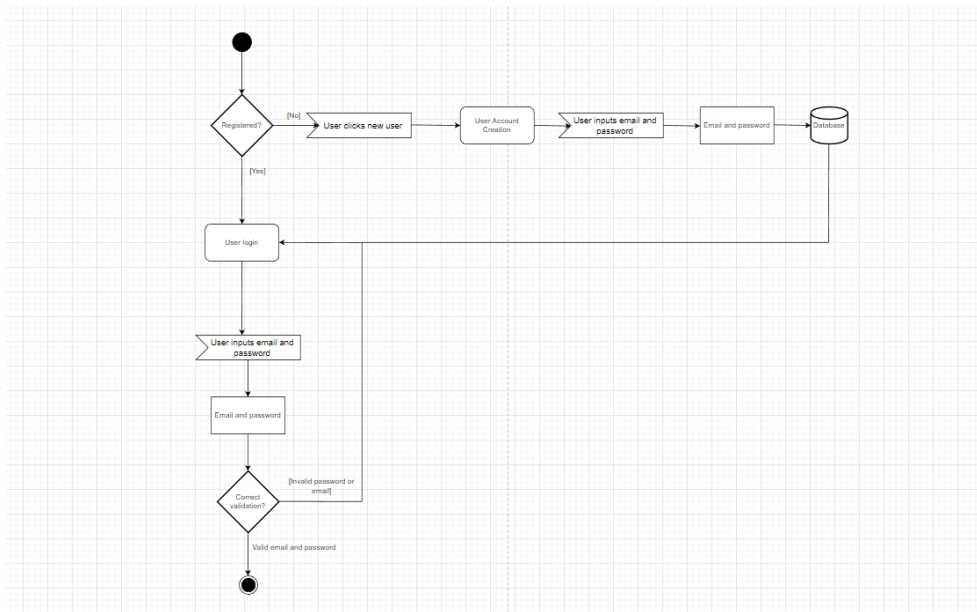 [No]
Registered?
User clicks new user
User Account
Creation
User inputs email and
password
Email and password
Database
[Yes]
User login
User inputs email and
password
Email and password
[Invalid password or
email]
Correct
validation?
Valid email and password